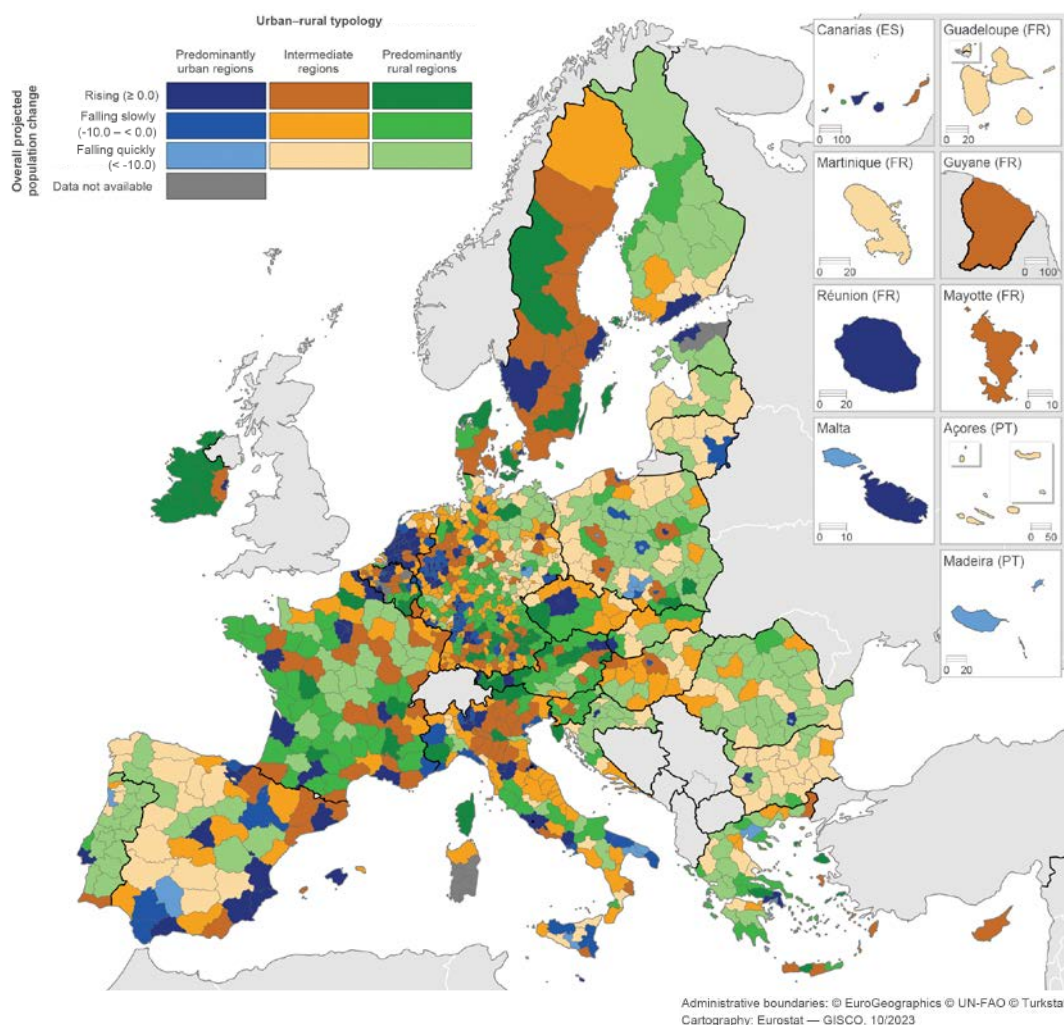 Urban–rural typology
Predominantly urban regions
Intermediate regions
Predominantly rural regions
Overall projected population change
Rising (≥ 0.0)
Falling slowly (-10.0 – < 0.0)
Falling quickly (< -10.0)
Data not available
Canarias (ES)
0 100
Guadeloupe (FR)
0 20
Martinique (FR)
0 20
Guyane (FR)
0 100
Réunion (FR)
0 20
Mayotte (FR)
0 10
Malta
0 10
Açores (PT)
0 50
Madeira (PT)
0 20
Administrative boundaries: © EuroGeographics © UN-FAO © Turksta
Cartography: Eurostat — GISCO, 10/2023